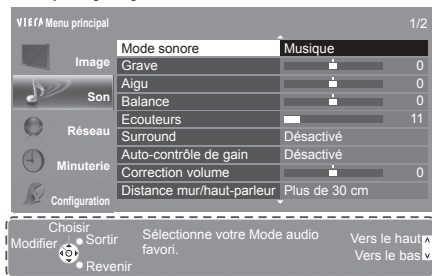 VIErA Menu principal 1/2
Image
Son
Réseau
Minuterie
Configuration
Mode sonore Musique
Grave 0
Aigu 0
Balance 0
Ecouteurs 11
Surround Désactivé
Auto-contrôle de gain Désactivé
Correction volume 0
Distance mur/haut-parleur Plus de 30 cm
Choisir
Modifier
Sortir
Revenir
Sélectionne votre Mode audio
favori.
Vers le haut
Vers le bas